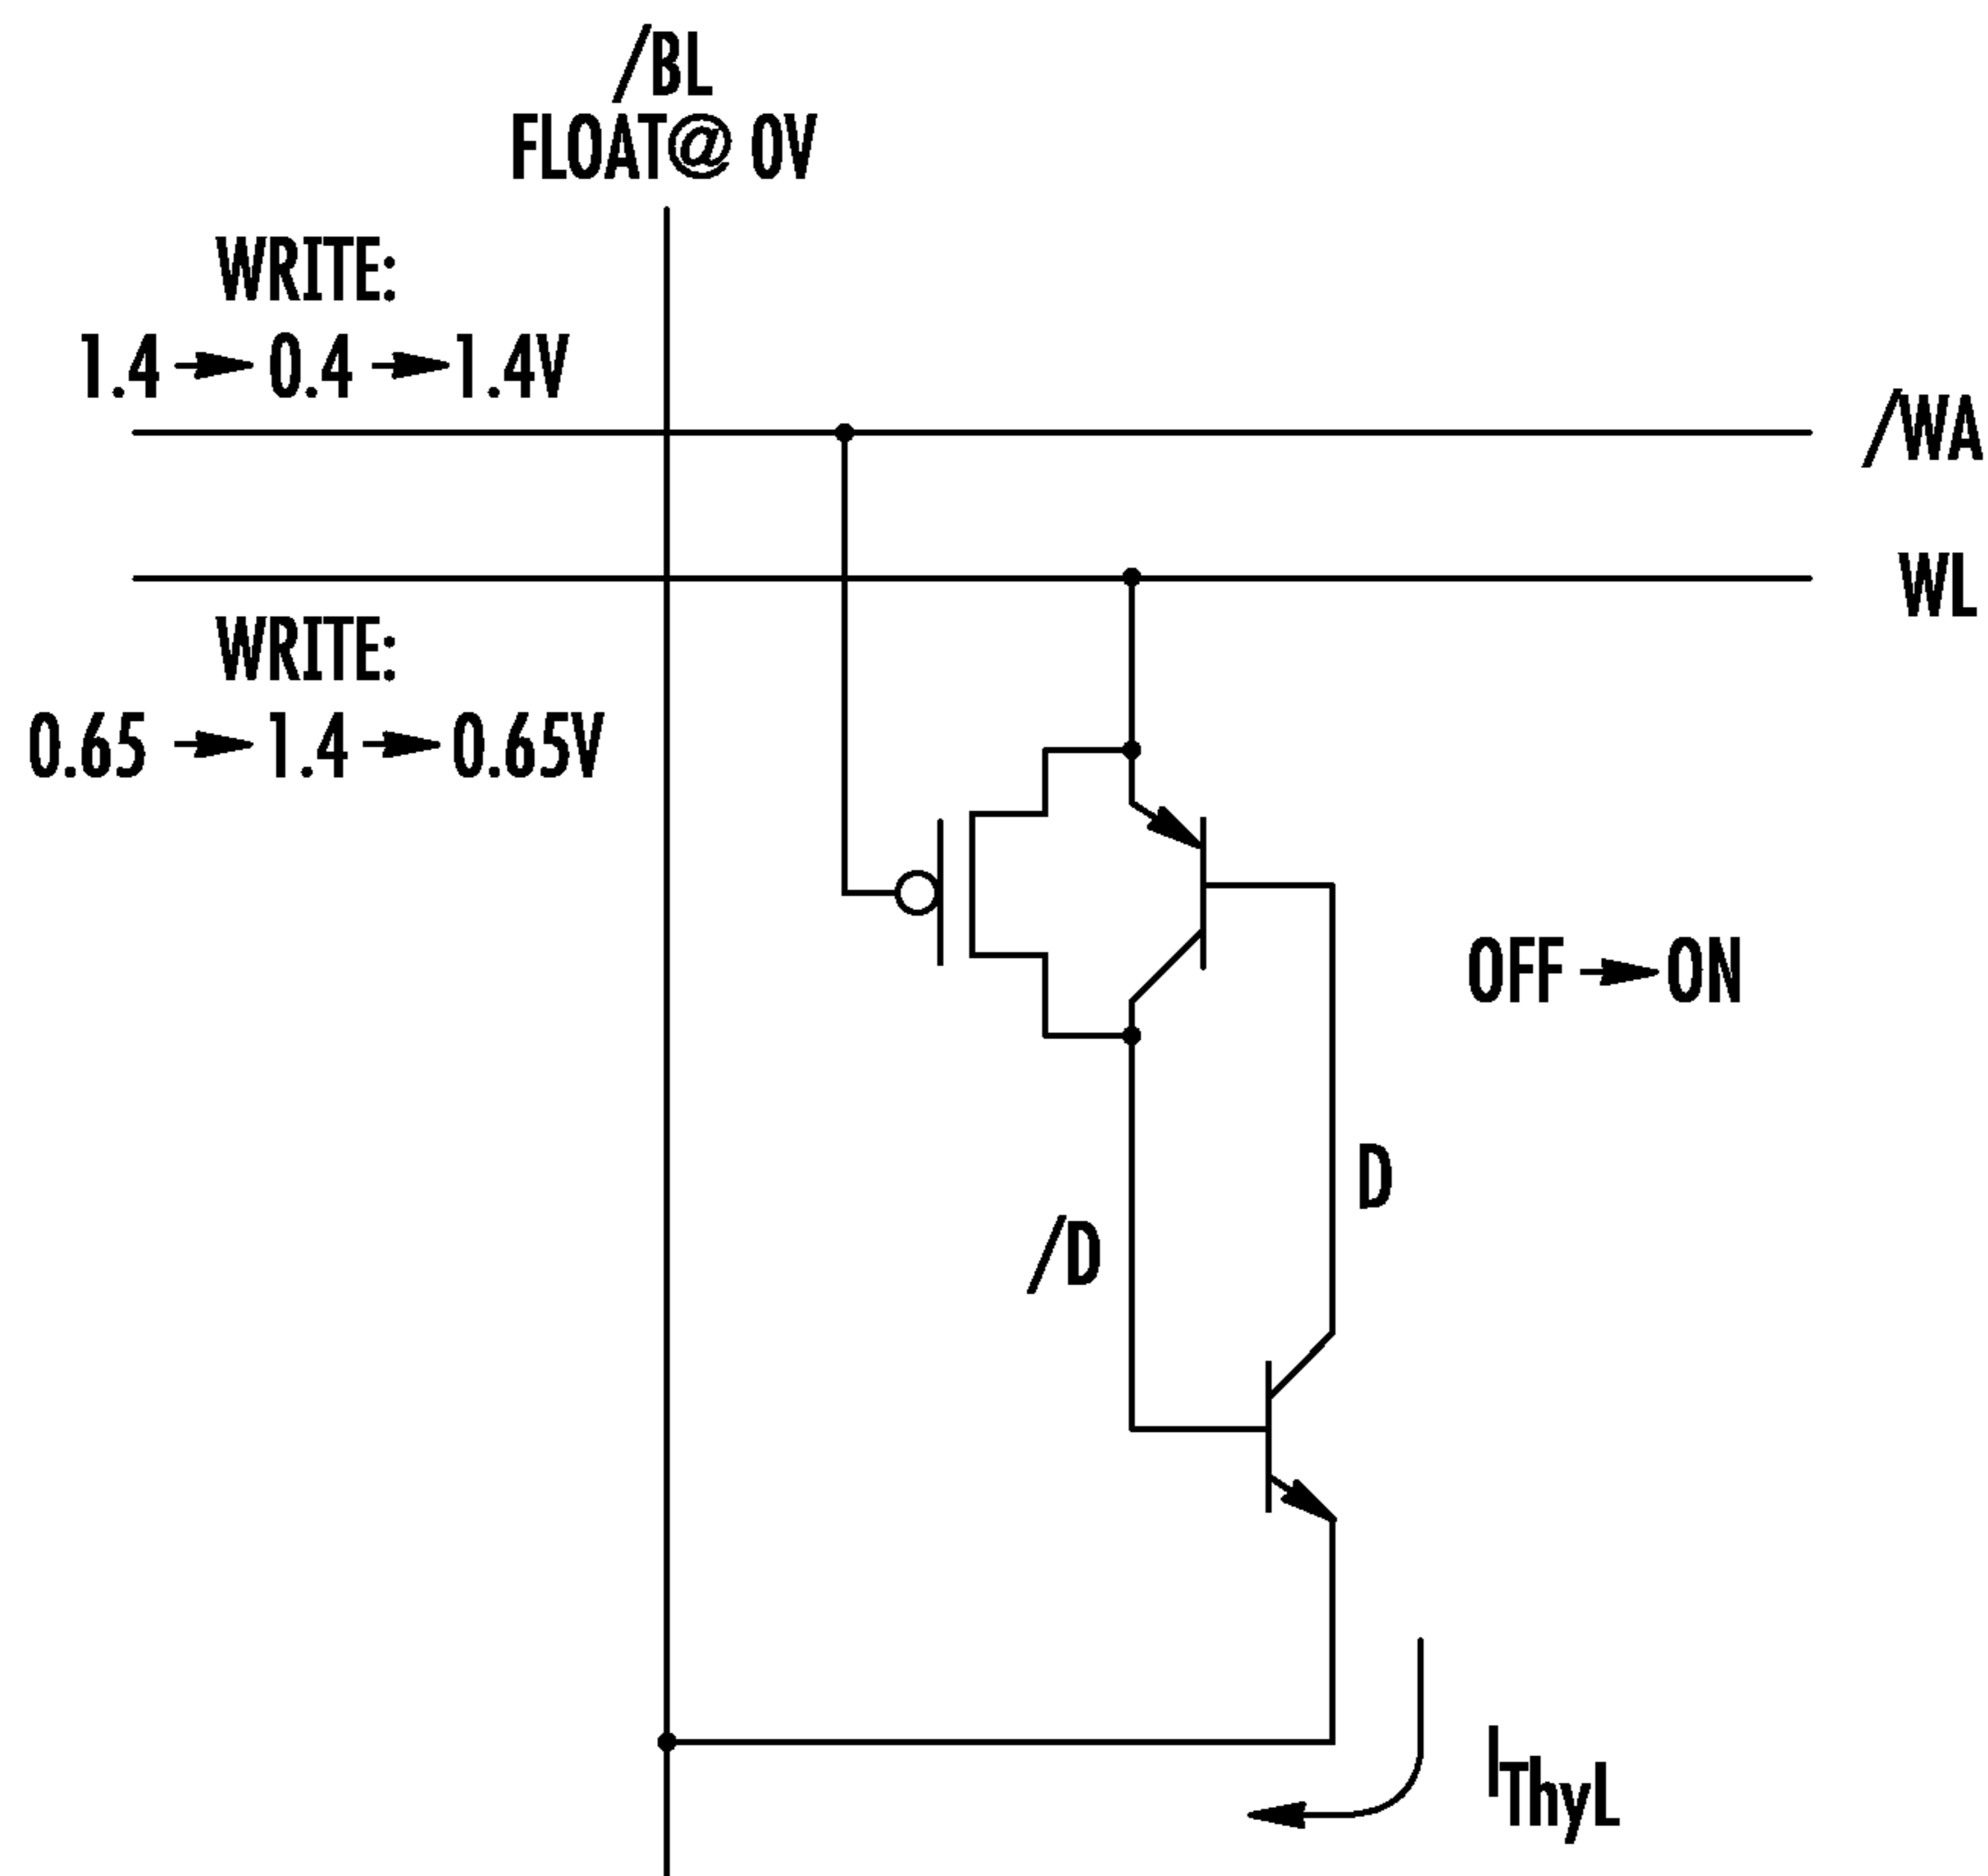 /BL
FLOAT@ 0V
WRITE:
1.4 → 0.4 → 1.4V
/WA
WL
WRITE:
0.65 → 1.4 → 0.65V
OFF → ON
D
/D
IThyL